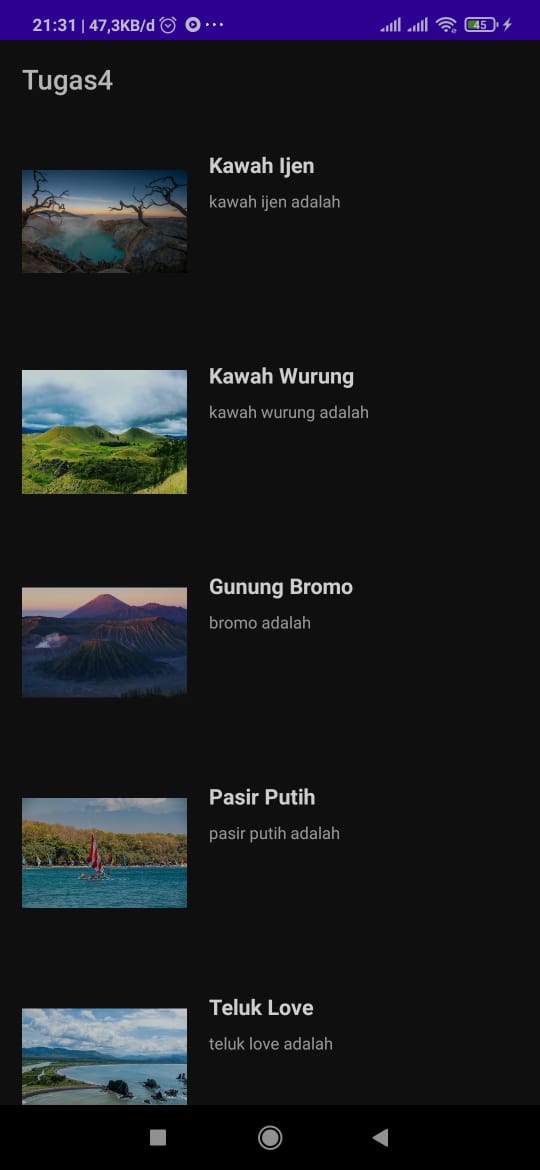 21:31 | 47,3KB/d
45
Tugas4
Kawah Ijen
kawah ijen adalah
Kawah Wurung
kawah wurung adalah
Gunung Bromo
bromo adalah
Pasir Putih
pasir putih adalah
Teluk Love
teluk love adalah